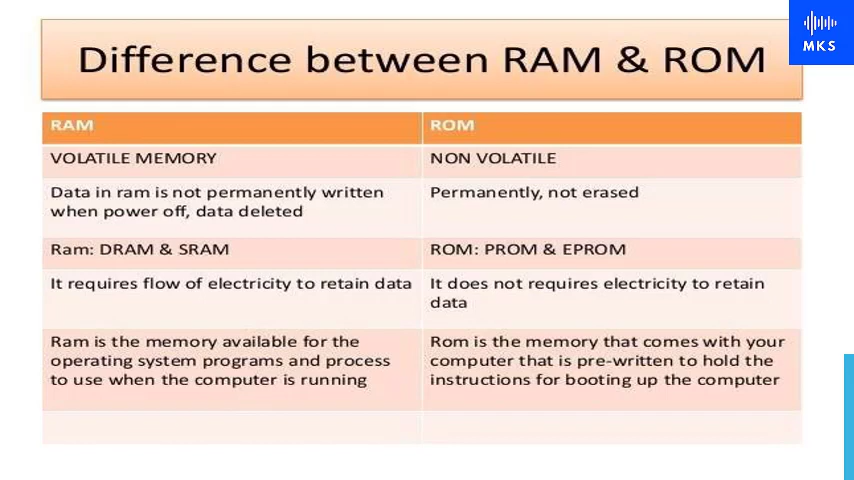 Difference between RAM & ROM
MKS
RAM
ROM
VOLATILE MEMORY
NON VOLATILE
Data in ram is not permanently written
when power off, data deleted
Permanently, not erased
Ram: DRAM & SRAM
ROM: PROM & EPROM
It requires flow of electricity to retain data
It does not requires electricity to retain
data
Ram is the memory available for the
operating system programs and process
to use when the computer is running
Rom is the memory that comes with your
computer that is pre-written to hold the
instructions for booting up the computer